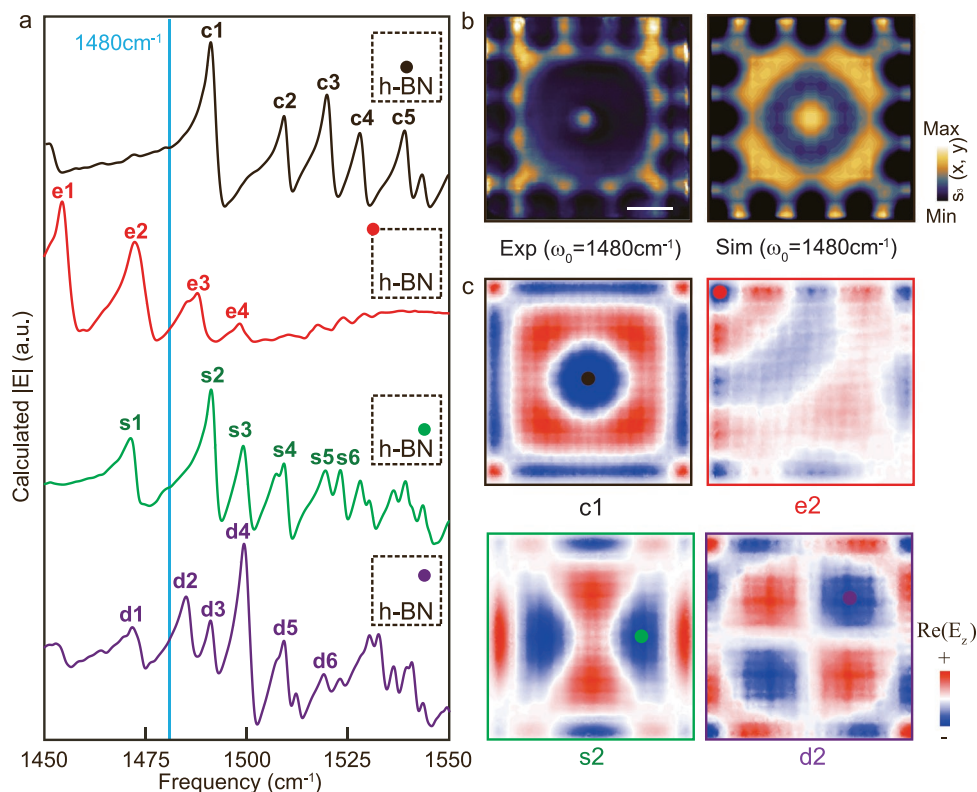 a
1480cm⁻¹
c1
c2
c3
c4
c5
h-BN
e1
e2
e3
e4
h-BN
s1
s2
s3
s4
s5 s6
h-BN
d1
d2
d3
d4
d5
d6
h-BN
Calculated |E| (a.u.)
1450 1475 1500 1525 1550
Frequency (cm⁻¹)
b
Max
s₃ (x, y)
Min
Exp (ω₀=1480cm⁻¹) Sim (ω₀=1480cm⁻¹)
c
c1 e2
s2 d2
Re(E_z)
+
-